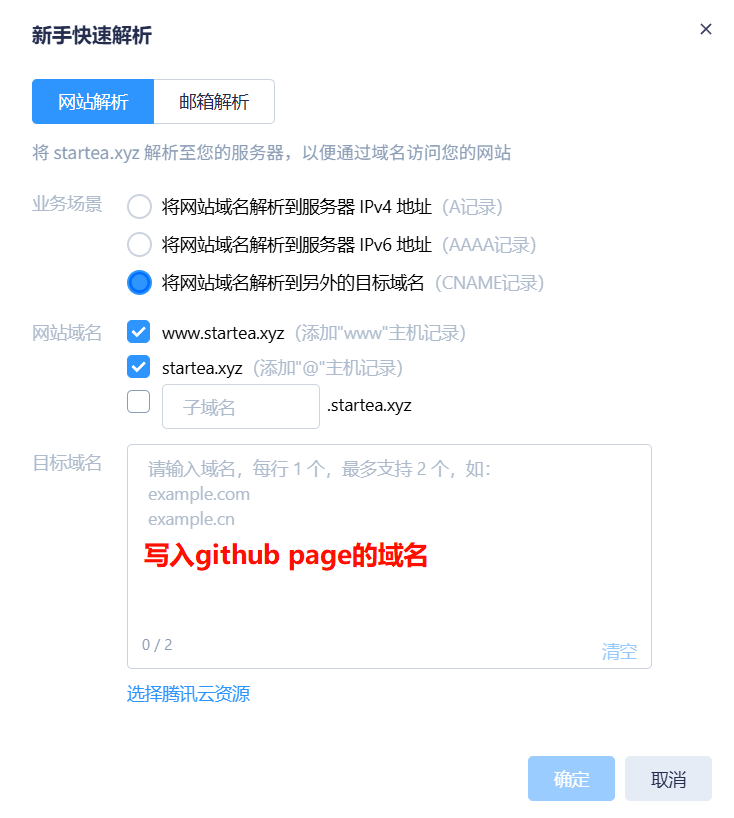 新手快速解析
网站解析 邮箱解析
将 startea.xyz 解析至您的服务器，以便通过域名访问您的网站
业务场景 将网站域名解析到服务器 IPv4 地址（A记录）
将网站域名解析到服务器 IPv6 地址（AAAA记录）
将网站域名解析到另外的目标域名（CNAME记录）
网站域名 www.startea.xyz（添加"www"主机记录）
startea.xyz（添加"@"主机记录）
子域名 .startea.xyz
目标域名 请输入域名，每行 1 个，最多支持 2 个，如：
example.com
example.cn
写入github page的域名
0 / 2 清空
选择腾讯云资源
确定 取消